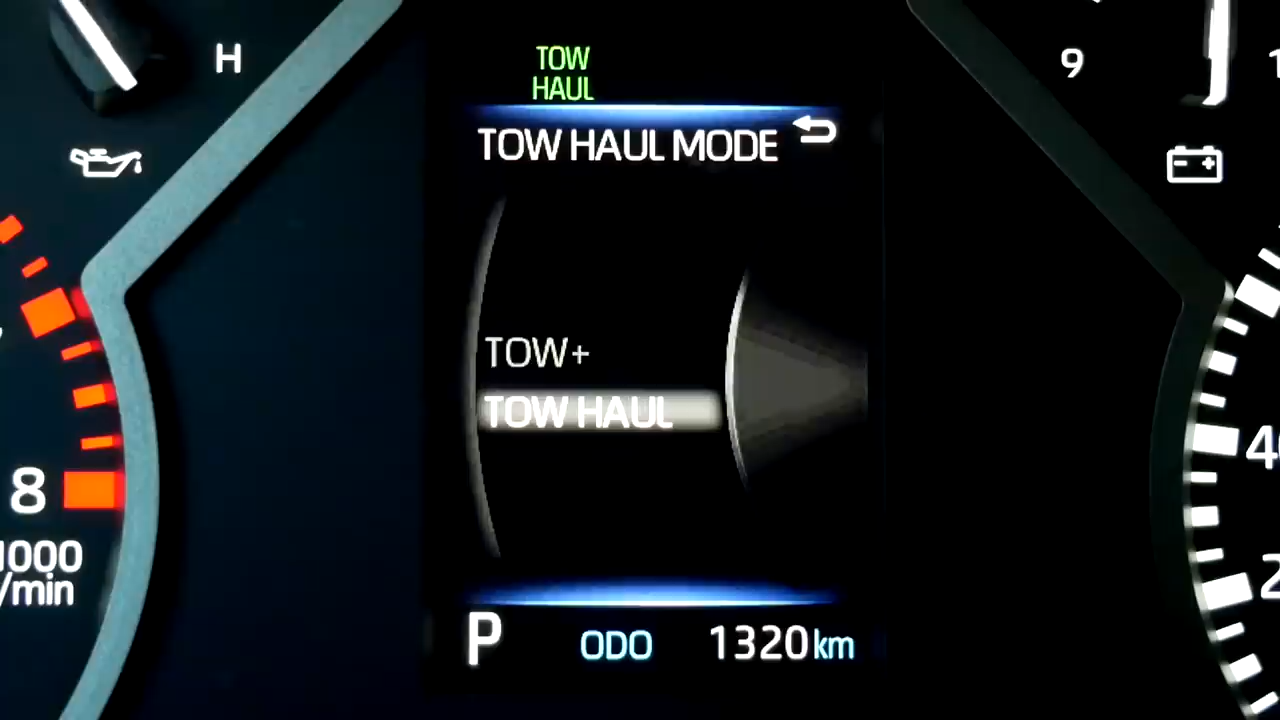 TOW
HAUL
H
9
TOW HAUL MODE
TOW+
TOW HAUL
8
1000
/min
P
ODO
1320 km